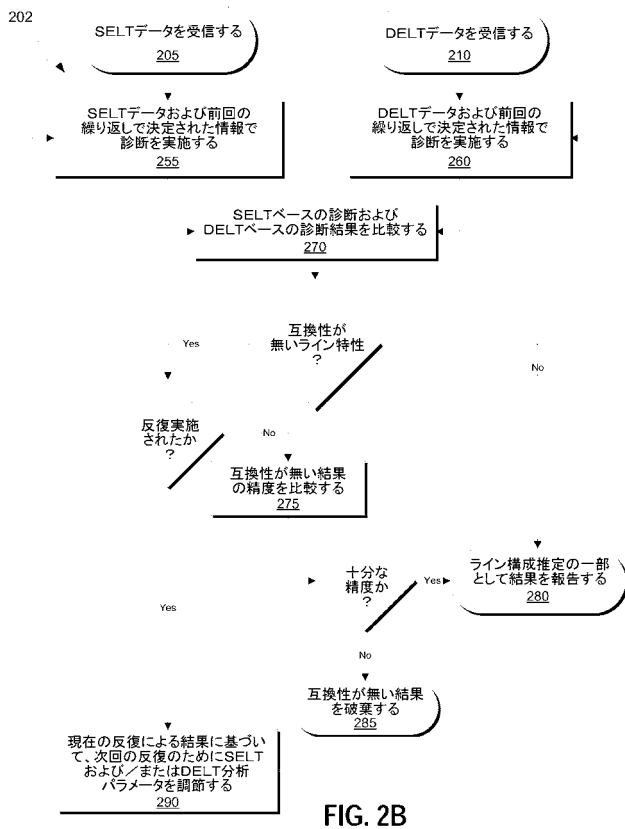 202
SELTデータを受信する
205
DELTデータを受信する
210
SELTデータおよび前回の
繰り返しで決定された情報で
診断を実施する
255
DELTデータおよび前回の
繰り返しで決定された情報で
診断を実施する
260
SELTベースの診断および
DELTベースの診断結果を比較する
270
互換性が
無いライン特性
?
Yes
No
反復実施
されたか
?
No
互換性が無い結果
の精度を比較する
275
十分な
精度か
?
Yes
ライン構成推定の一部
として結果を報告する
280
Yes
No
互換性が無い結果
を破棄する
285
現在の反復による結果に基づい
て、次回の反復のためにSELT
および/またはDELT分析
パラメータを調節する
290
FIG. 2B